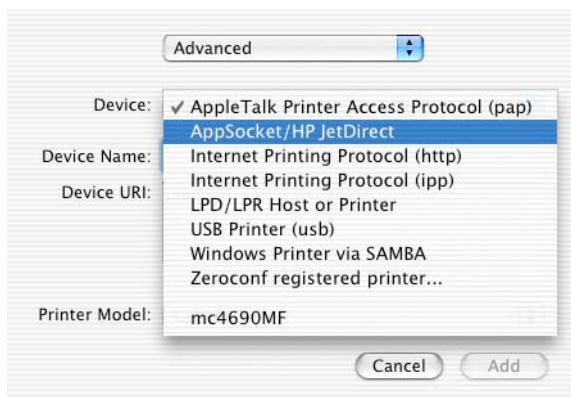 Advanced
Device: ✓ AppleTalk Printer Access Protocol (pap)
AppSocket/HP JetDirect
Device Name: Internet Printing Protocol (http)
Internet Printing Protocol (ipp)
Device URI: LPD/LPR Host or Printer
USB Printer (usb)
Windows Printer via SAMBA
Zeroconf registered printer...
Printer Model: mc4690MF
Cancel Add